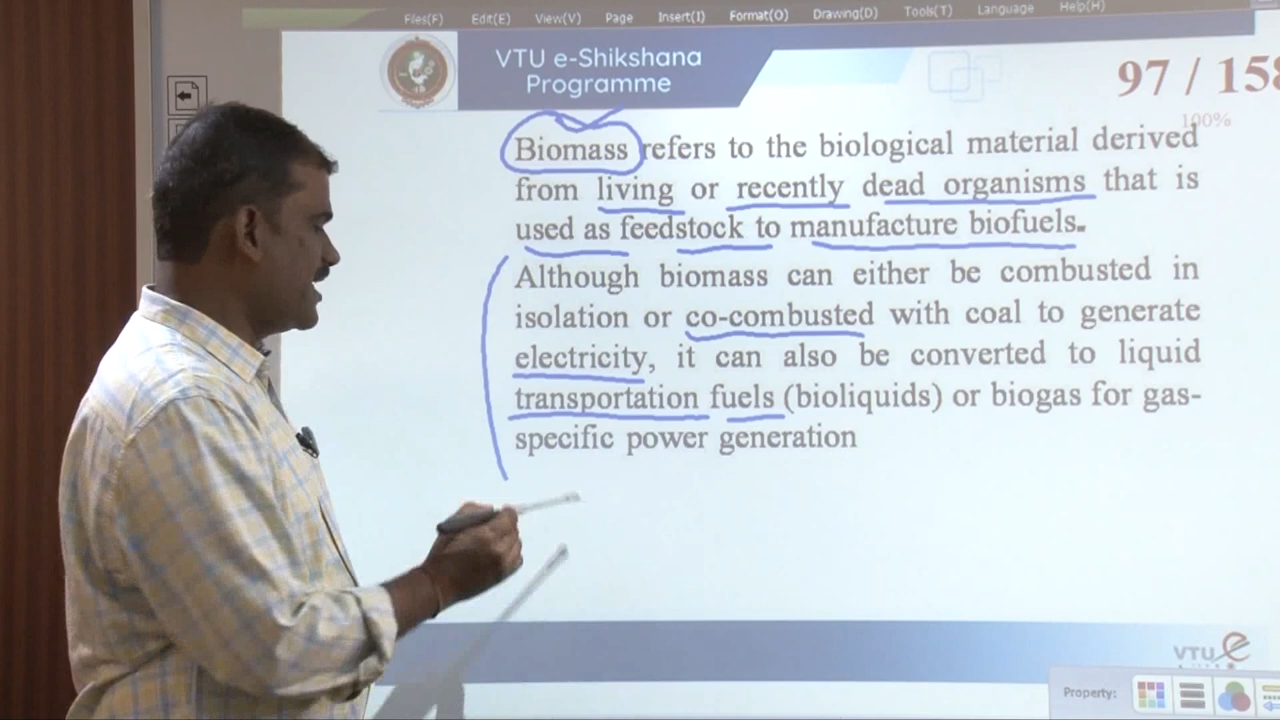 Files(F) Edit(E) View(V) Page Insert(I) Format(O) Drawing(D) Tools(T) Language Help(H)
VTU e-Shikshana
Programme
97 / 158
100%
Biomass refers to the biological material derived
from living or recently dead organisms that is
used as feedstock to manufacture biofuels.
Although biomass can either be combusted in
isolation or co-combusted with coal to generate
electricity, it can also be converted to liquid
transportation fuels (bioliquids) or biogas for gas-
specific power generation
VTU e
Property: